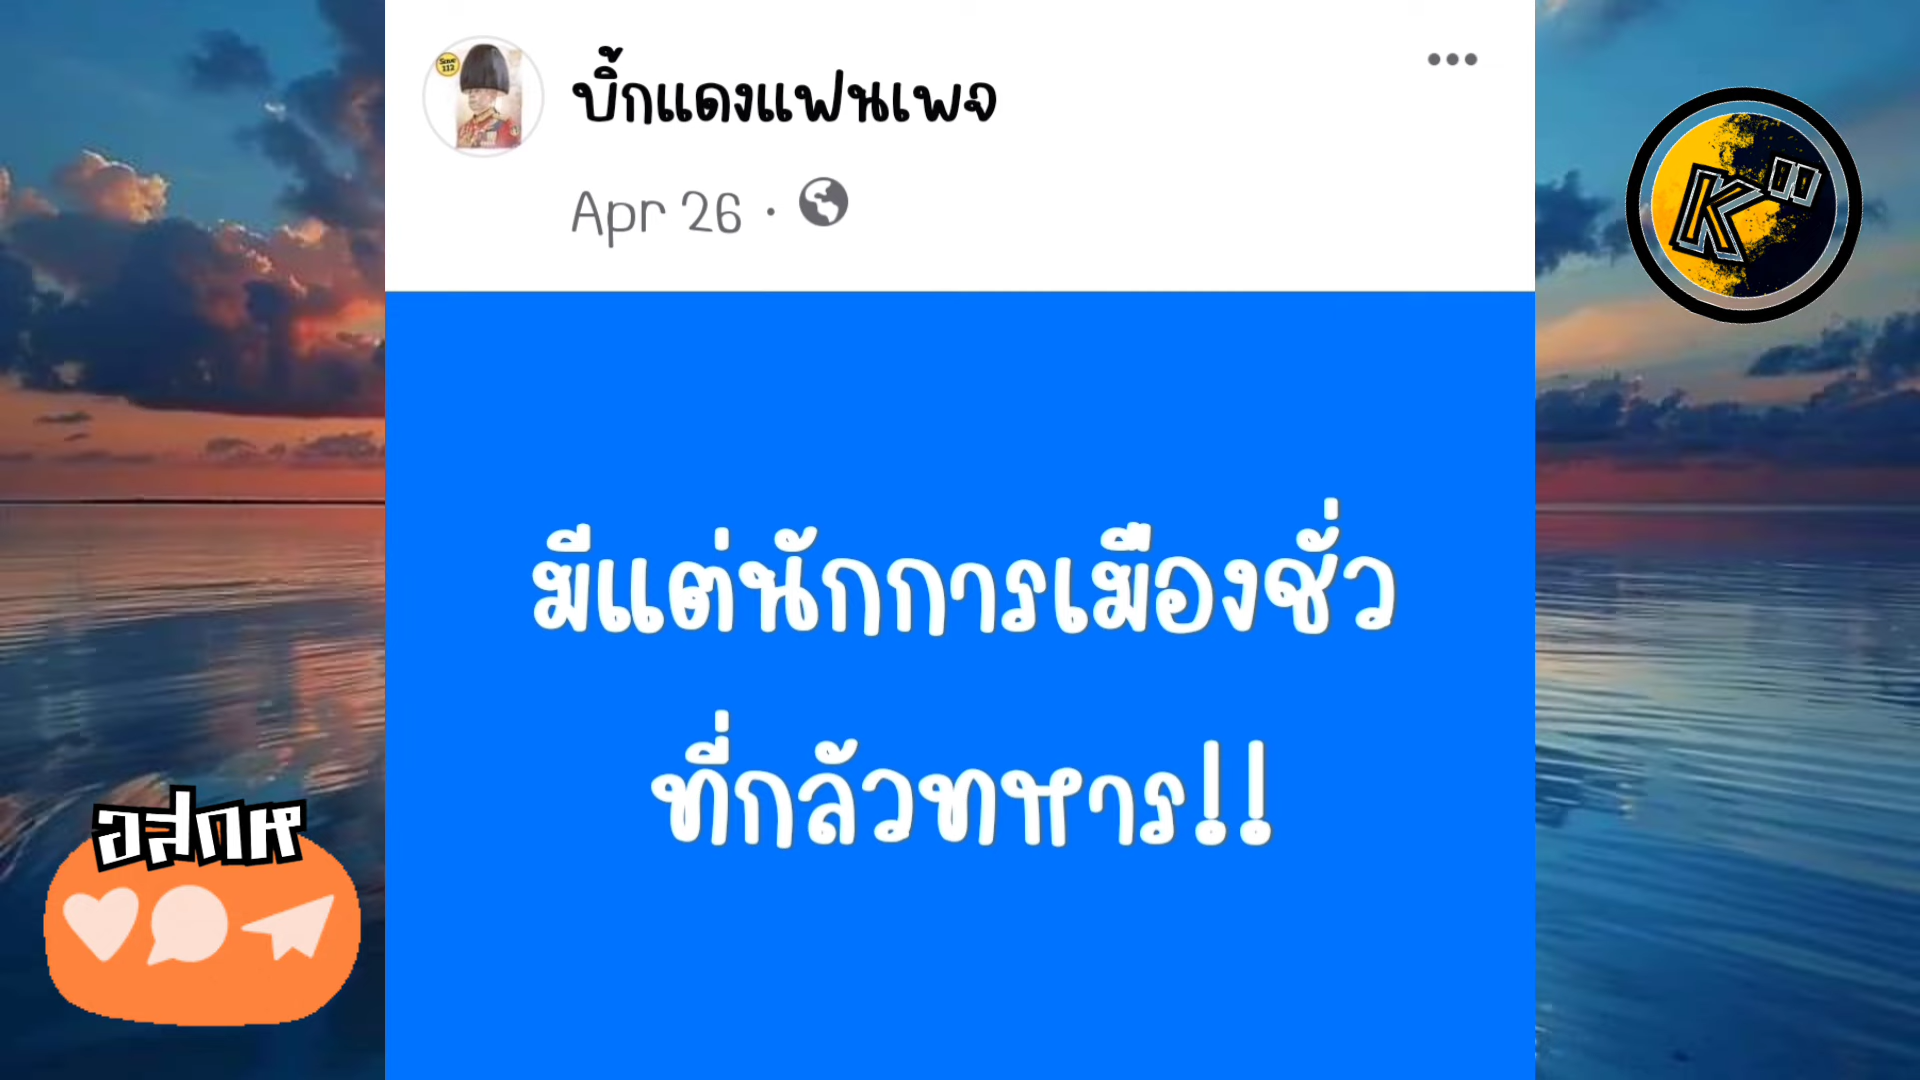 Save
112
บิ๊กแดงแฟนเพจ
Apr 26 ·
K"
มีแต่นักการเมืองชั่ว
ที่กลัวทหาร!!
อสกห